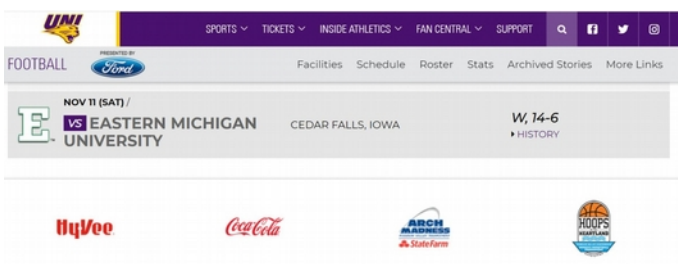 UNI
SPORTS TICKETS INSIDE ATHLETICS FAN CENTRAL SUPPORT
PRESENTED BY
FOOTBALL Ford Facilities Schedule Roster Stats Archived Stories More Links
NOV 11 (SAT) /
E VS EASTERN MICHIGAN UNIVERSITY CEDAR FALLS, IOWA W, 14-6
HISTORY
HyVee Coca-Cola ARCH MADNESS HOOPS
State Farm HEARTLAND